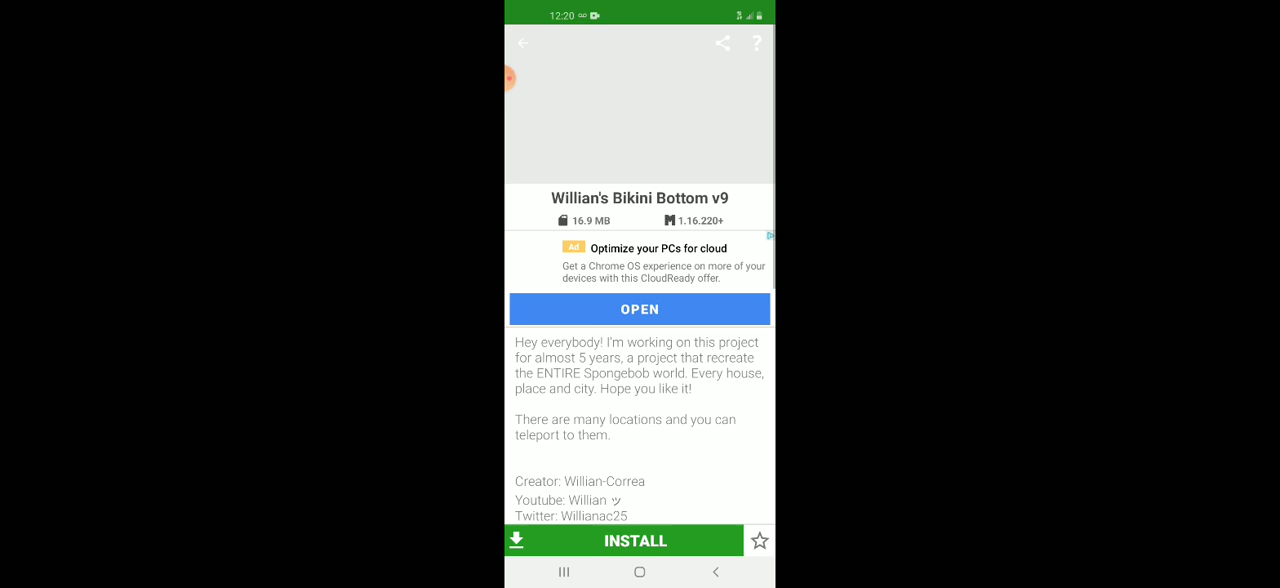 12:20
Willian's Bikini Bottom v9
16.9 MB 1.16.220+
Ad Optimize your PCs for cloud
Get a Chrome OS experience on more of your
devices with this CloudReady offer.
OPEN
Hey everybody! I'm working on this project
for almost 5 years, a project that recreate
the ENTIRE Spongebob world. Every house,
place and city. Hope you like it!
There are many locations and you can
teleport to them.
Creator: Willian-Correa
Youtube: Willian ツ
Twitter: Willianac25
INSTALL